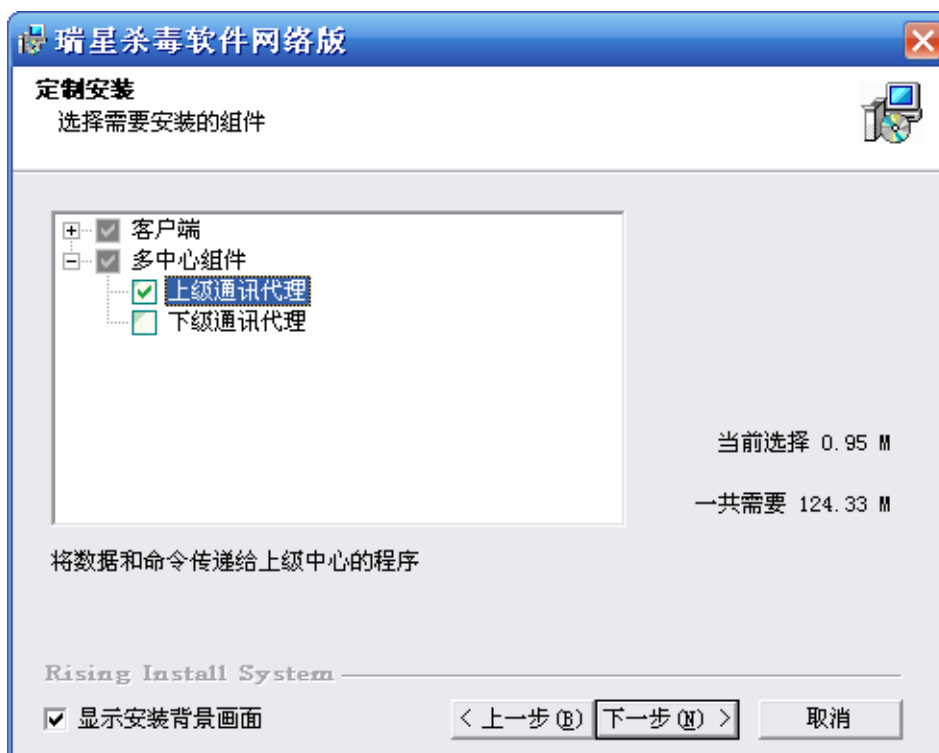 瑞星杀毒软件网络版
定制安装
选择需要安装的组件
客户端
多中心组件
上级通讯代理
下级通讯代理
当前选择 0.95 M
一共需要 124.33 M
将数据和命令传递给上级中心的程序
Rising Install System
显示安装背景画面
< 上一步(B) 下一步(N) > 取消